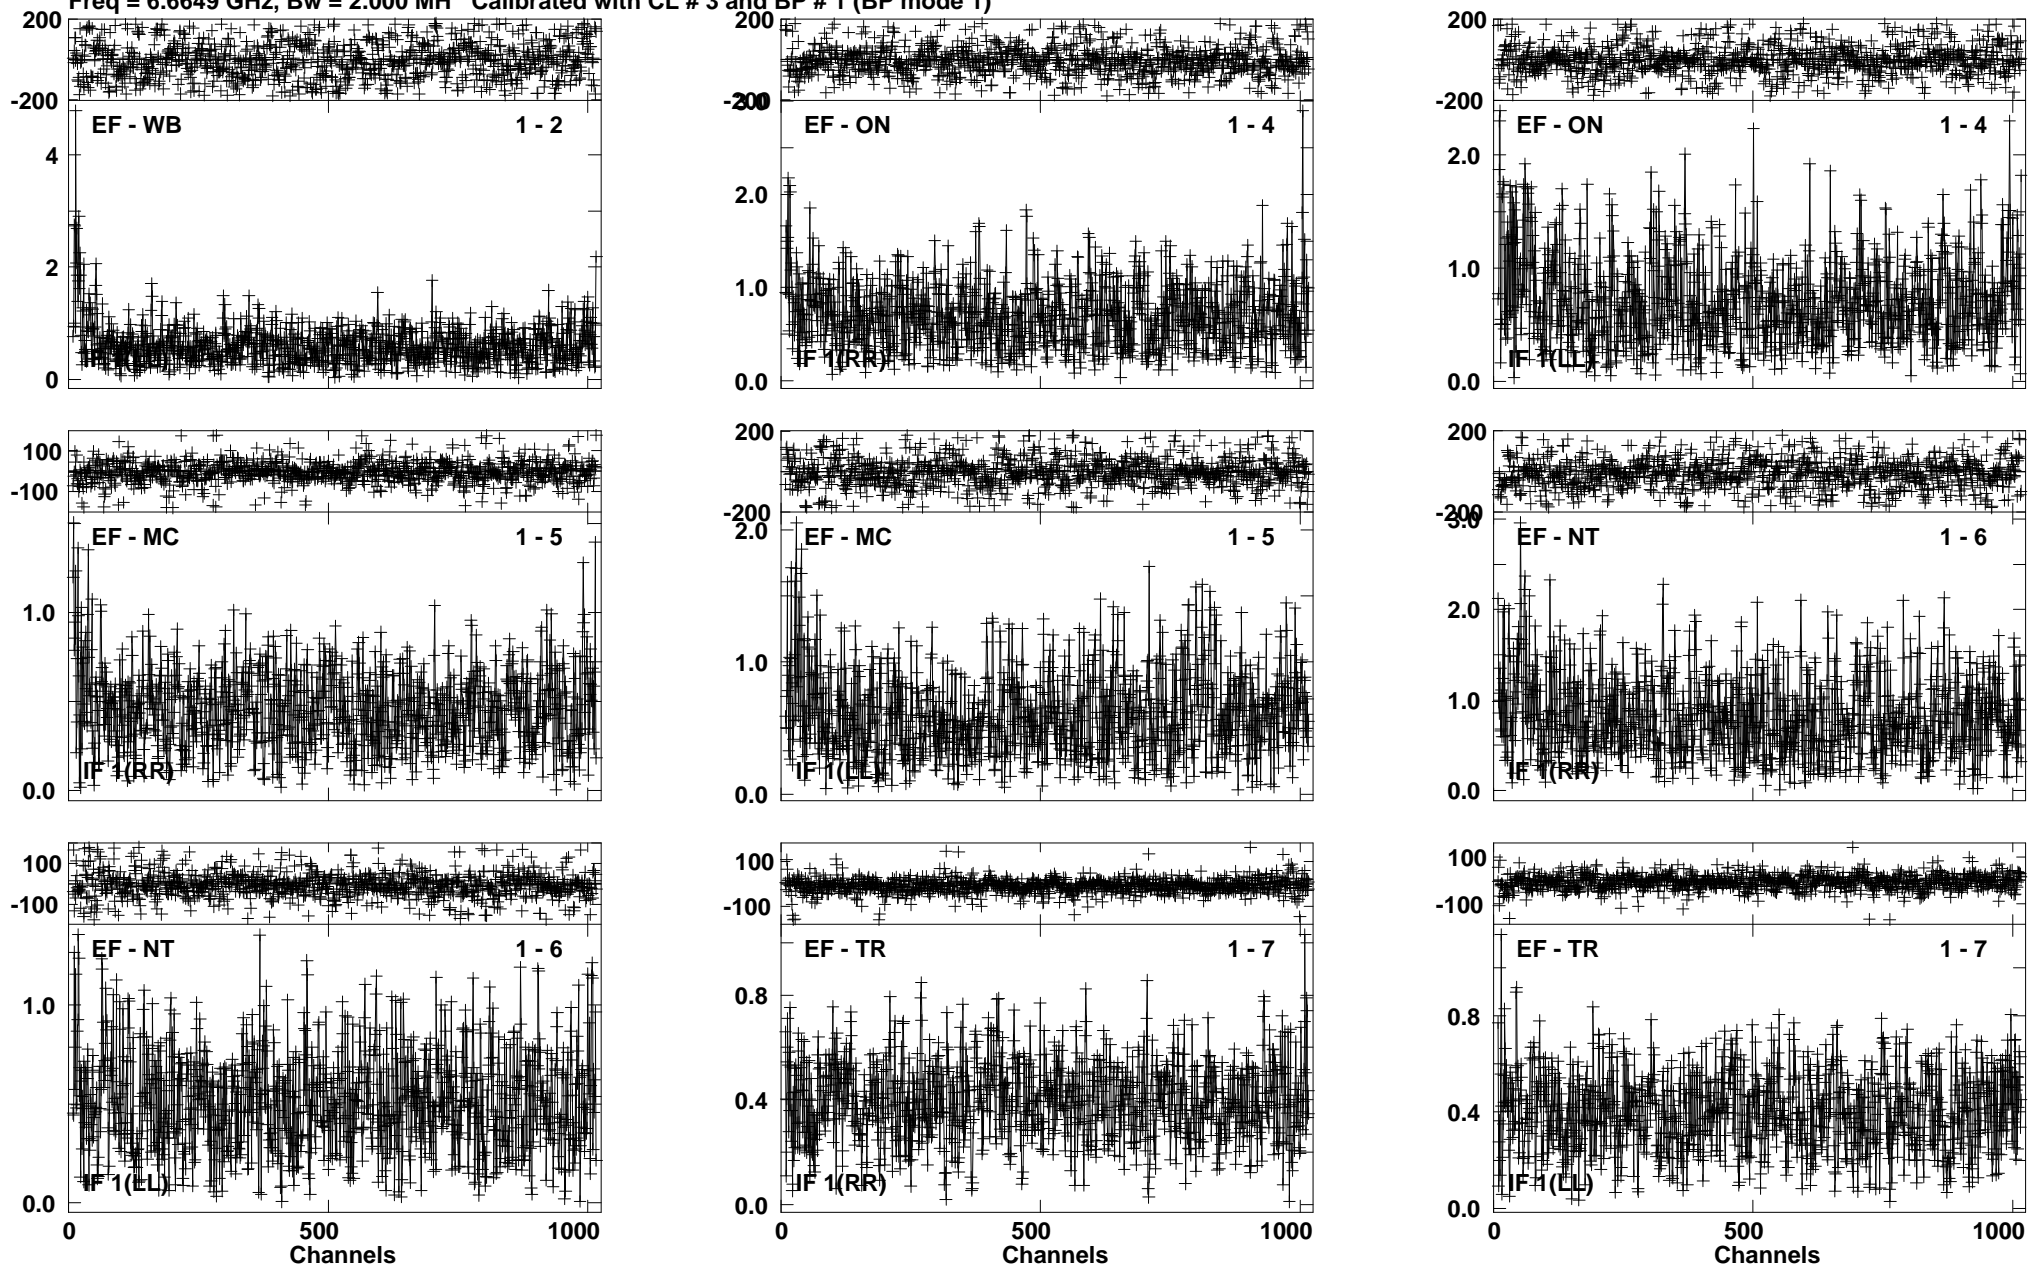 Freq = 6.6649 GHz, Bw = 2.000 MH Calibrated with CL # 3 and BP # 1 (BP mode 1)
200
-200
EF - WB 1 - 2
4
2
0
IF 1
200
-200
3.0
EF - ON 1 - 4
2.0
1.0
0.0
IF 1(RR)
200
-200
EF - ON 1 - 4
2.0
1.0
0.0
IF 1(LL)
100
-100
EF - MC 1 - 5
1.0
0.0
IF 1(RR)
200
-200
EF - MC 1 - 5
2.0
1.0
0.0
IF 1(LL)
200
-200
3.0
EF - NT 1 - 6
2.0
1.0
0.0
IF 1(RR)
100
-100
EF - NT 1 - 6
1.0
0.0
IF 1(LL)
0 500 1000
Channels
100
-100
EF - TR 1 - 7
0.8
0.4
0.0
IF 1(RR)
0 500 1000
Channels
100
-100
EF - TR 1 - 7
0.8
0.4
0.0
IF 1(LL)
0 500 1000
Channels